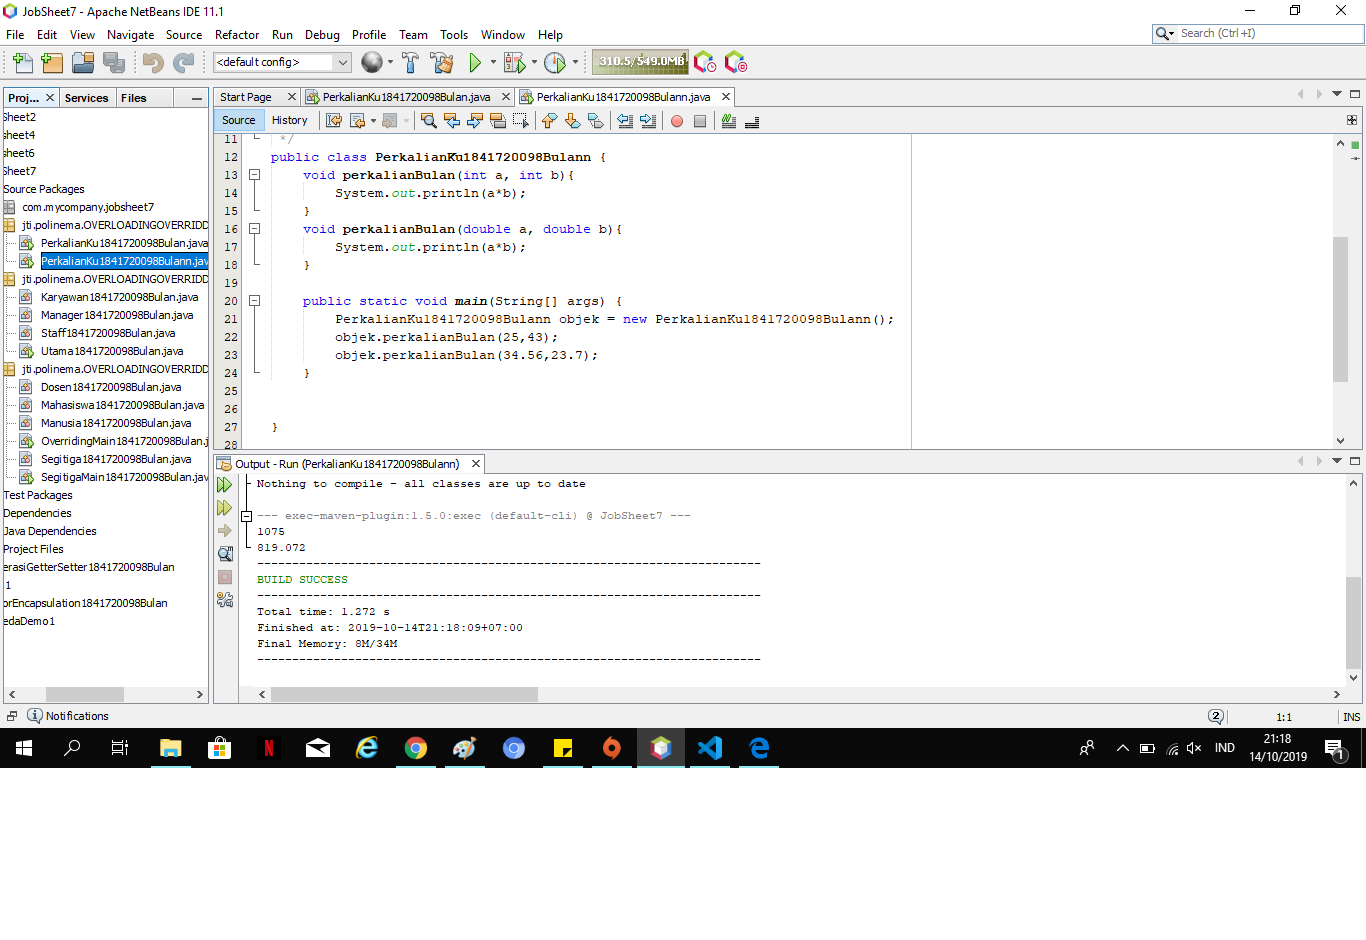 JobSheet7 - Apache NetBeans IDE 11.1
File Edit View Navigate Source Refactor Run Debug Profile Team Tools Window Help
Search (Ctrl+I)
<default config>
310.5/549.0MB
Proj... Services Files
Start Page PerkalianKu1841720098Bulan.java PerkalianKu1841720098Bulann.java
Source History
Sheet2
sheet4
sheet6
Sheet7
Source Packages
com.mycompany.jobsheet7
jti.polinema.OVERLOADINGOVERRIDD
PerkalianKu1841720098Bulan.java
PerkalianKu1841720098Bulann.jav
jti.polinema.OVERLOADINGOVERRIDD
Karyawan1841720098Bulan.java
Manager1841720098Bulan.java
Staff1841720098Bulan.java
Utama1841720098Bulan.java
jti.polinema.OVERLOADINGOVERRIDD
Dosen1841720098Bulan.java
Mahasiswa1841720098Bulan.java
Manusia1841720098Bulan.java
OverridingMain1841720098Bulan.j
Segitiga1841720098Bulan.java
SegitigaMain1841720098Bulan.jav
Test Packages
Dependencies
Java Dependencies
Project Files
erasiGetterSetter1841720098Bulan
s1
orEncapsulation1841720098Bulan
edaDemo1
11 */
12 public class PerkalianKu1841720098Bulann {
13 void perkalianBulan(int a, int b){
14 System.out.println(a*b);
15 }
16 void perkalianBulan(double a, double b){
17 System.out.println(a*b);
18 }
19
20 public static void main(String[] args) {
21 PerkalianKu1841720098Bulann objek = new PerkalianKu1841720098Bulann();
22 objek.perkalianBulan(25,43);
23 objek.perkalianBulan(34.56,23.7);
24 }
25
26
27 }
28
Output - Run (PerkalianKu1841720098Bulann)
Nothing to compile - all classes are up to date
--- exec-maven-plugin:1.5.0:exec (default-cli) @ JobSheet7 ---
1075
819.072
------------------------------------------------------------------------
BUILD SUCCESS
------------------------------------------------------------------------
Total time: 1.272 s
Finished at: 2019-10-14T21:18:09+07:00
Final Memory: 8M/34M
------------------------------------------------------------------------
Notifications
2
1:1
INS
IND
21:18
14/10/2019
1